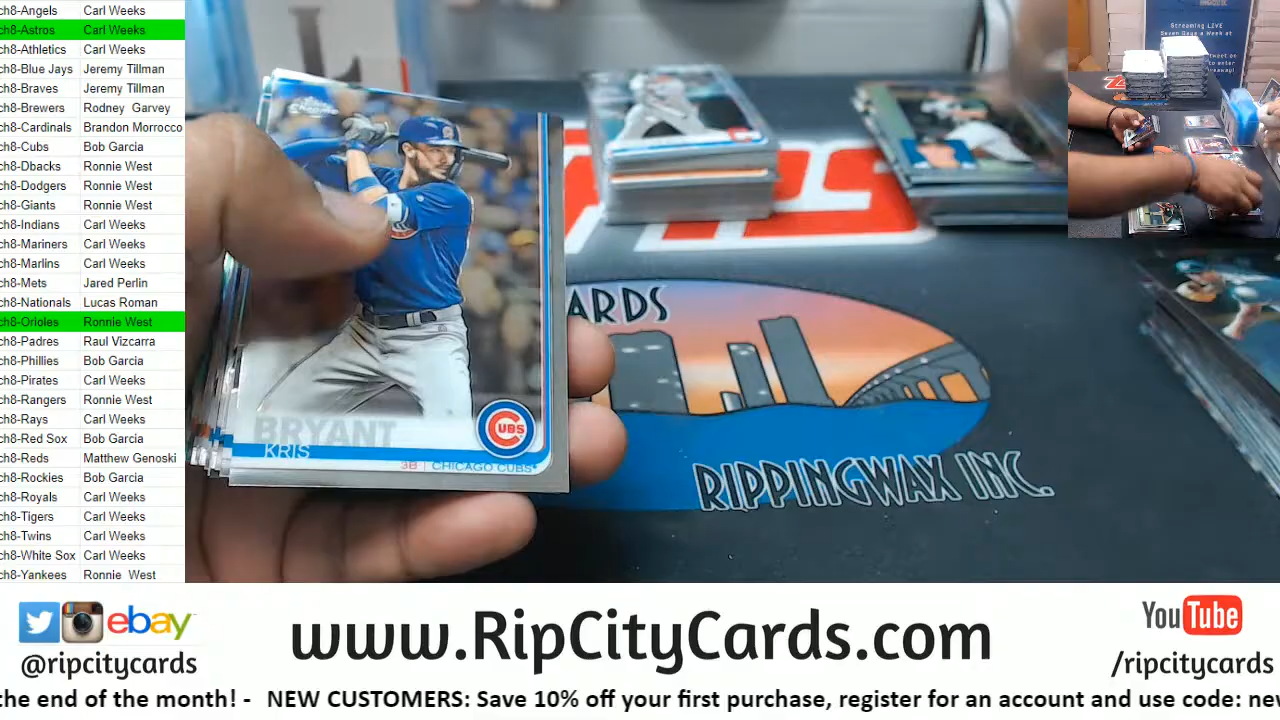 ch8-Angels Carl Weeks
ch8-Astros Carl Weeks
ch8-Athletics Carl Weeks
ch8-Blue Jays Jeremy Tillman
ch8-Braves Jeremy Tillman
ch8-Brewers Rodney Garvey
ch8-Cardinals Brandon Morrocco
ch8-Cubs Bob Garcia
ch8-Dbacks Ronnie West
ch8-Dodgers Ronnie West
ch8-Giants Ronnie West
ch8-Indians Carl Weeks
ch8-Mariners Carl Weeks
ch8-Marlins Carl Weeks
ch8-Mets Jared Perlin
ch8-Nationals Lucas Roman
ch8-Orioles Ronnie West
ch8-Padres Raul Vizcarra
ch8-Phillies Bob Garcia
ch8-Pirates Carl Weeks
ch8-Rangers Ronnie West
ch8-Rays Carl Weeks
ch8-Red Sox Bob Garcia
ch8-Reds Matthew Genoski
ch8-Rockies Bob Garcia
ch8-Royals Carl Weeks
ch8-Tigers Carl Weeks
ch8-Twins Carl Weeks
ch8-White Sox Carl Weeks
ch8-Yankees Ronnie West
BRYANT
KRIS
CUBS
3B | CHICAGO CUBS
ARDS
RIPPINGWAX INC.
Streaming LIVE
Seven Days a Week at
ebay
@ripcitycards
www.RipCityCards.com
YouTube
/ripcitycards
the end of the month! - NEW CUSTOMERS: Save 10% off your first purchase, register for an account and use code: new